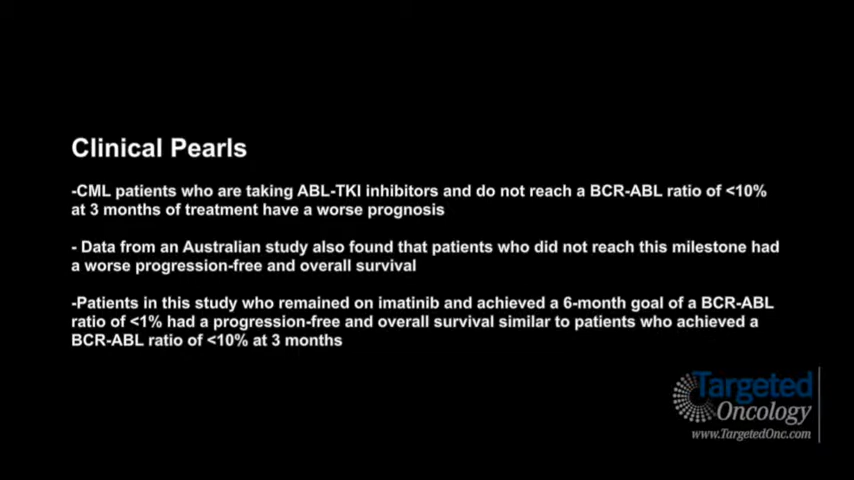 Clinical Pearls
-CML patients who are taking ABL-TKI inhibitors and do not reach a BCR-ABL ratio of <10%
at 3 months of treatment have a worse prognosis
- Data from an Australian study also found that patients who did not reach this milestone had
a worse progression-free and overall survival
-Patients in this study who remained on imatinib and achieved a 6-month goal of a BCR-ABL
ratio of <1% had a progression-free and overall survival similar to patients who achieved a
BCR-ABL ratio of <10% at 3 months
Targeted
Oncology
www.TargetedOnc.com